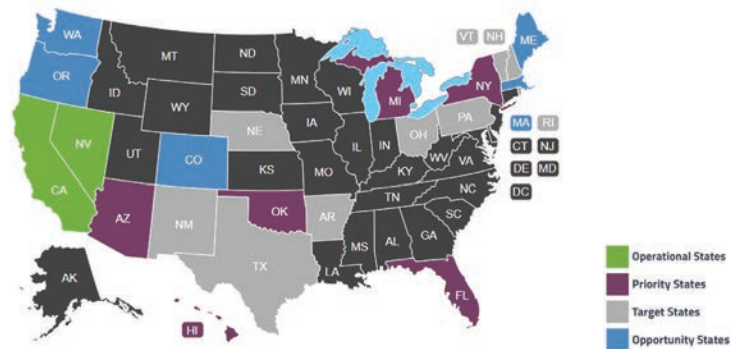 WA
MT
ND
MN
VT
NH
ME
OR
ID
SD
WI
MI
NY
WY
IA
NE
PA
OH
MA
RI
NV
UT
CO
IL
IN
CT
NJ
CA
KS
MO
KY
WV
VA
DE
MD
DC
AZ
NM
OK
AR
TN
NC
SC
TX
MS
AL
GA
LA
FL
AK
HI
Operational States
Priority States
Target States
Opportunity States